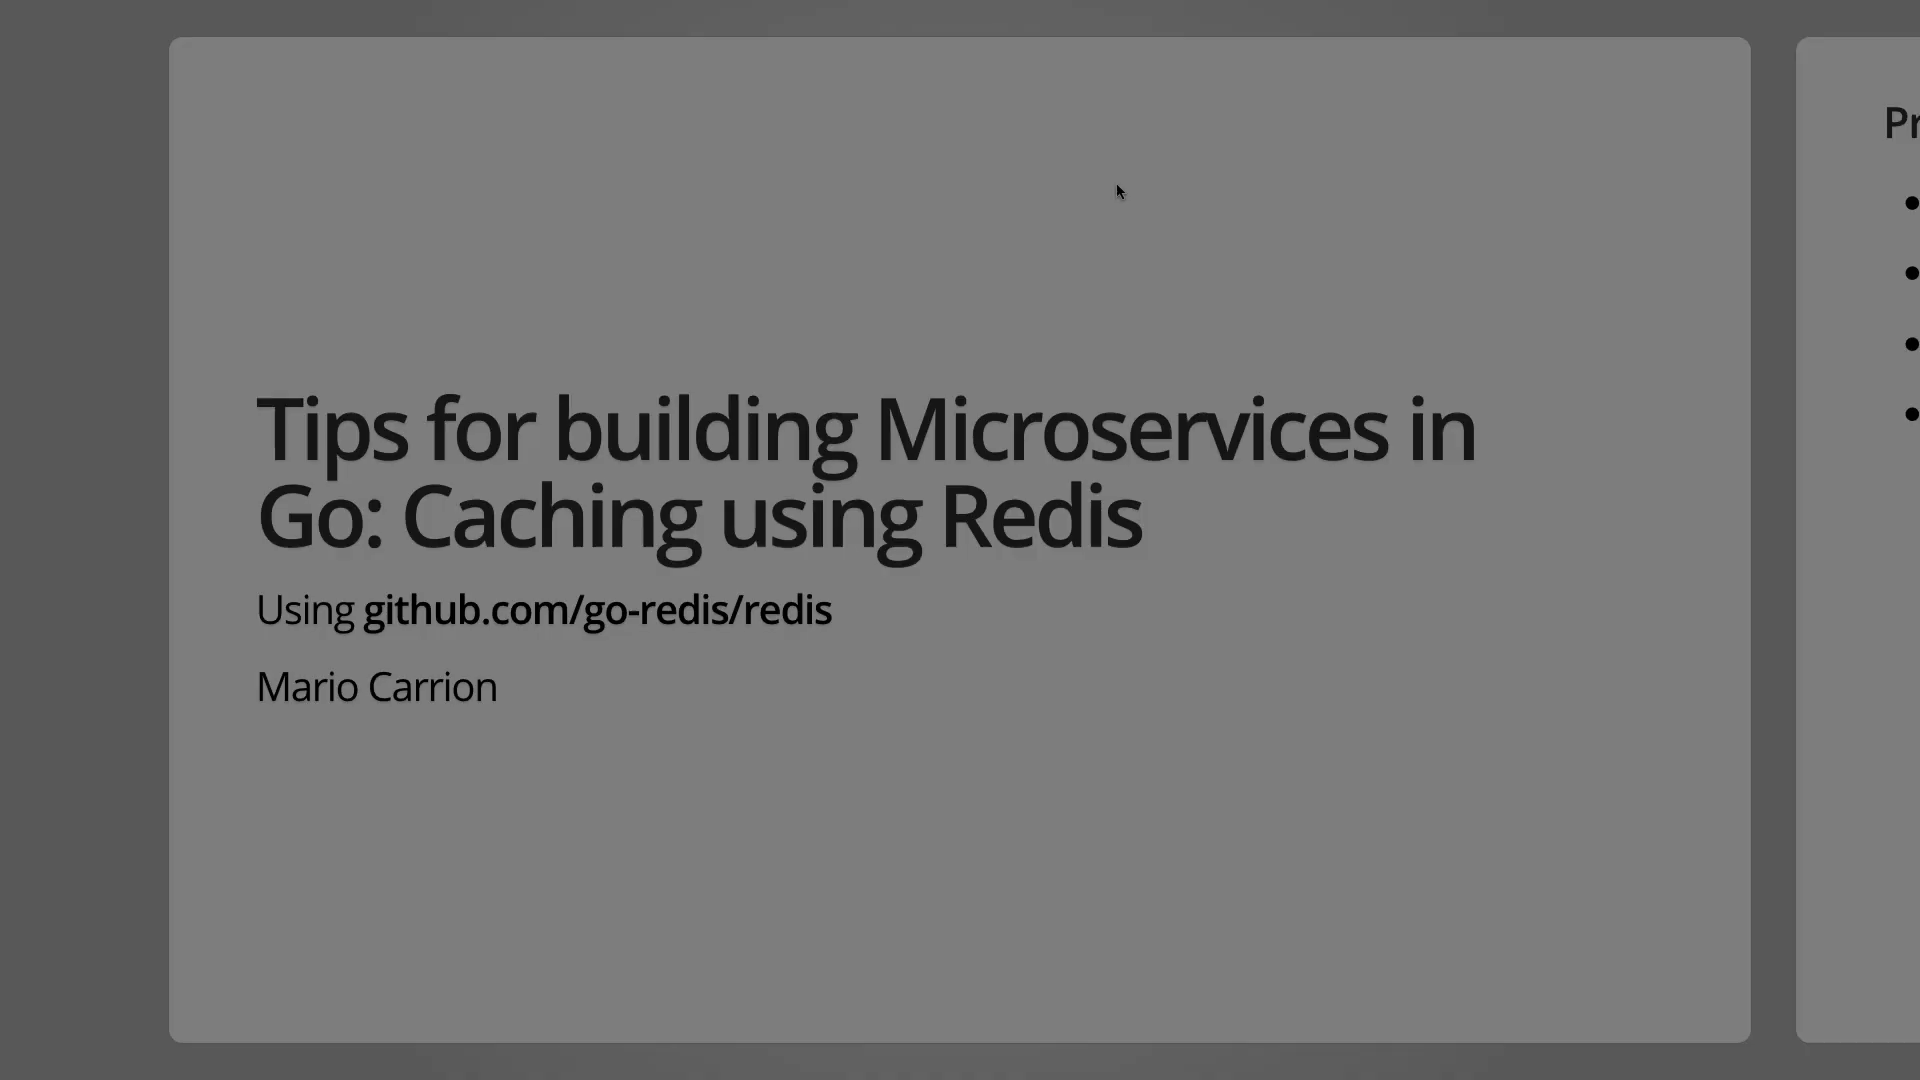 Tips for building Microservices in
Go: Caching using Redis
Using github.com/go-redis/redis
Mario Carrion